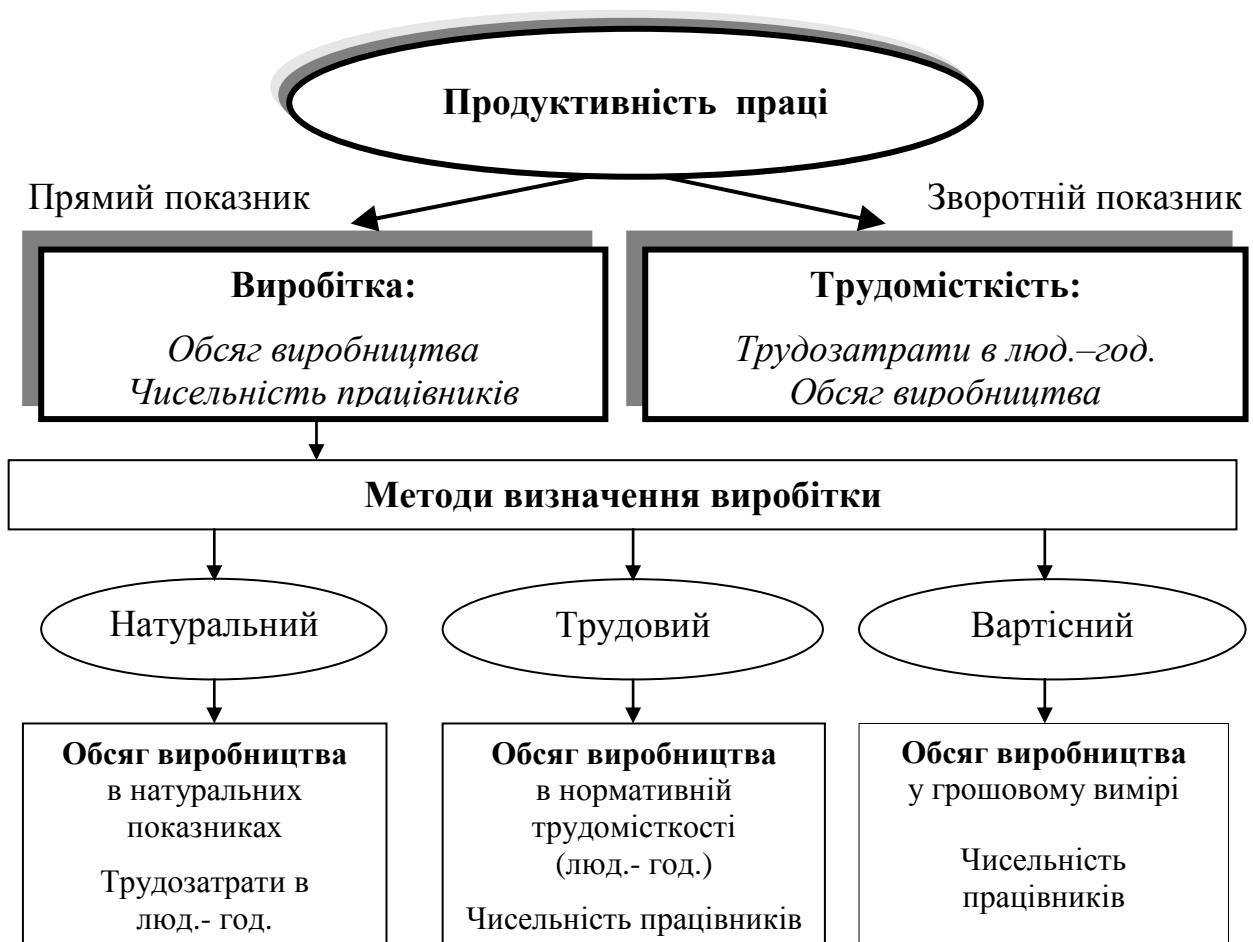 Продуктивність праці
Прямий показник
Зворотній показник
Виробітка:
Обсяг виробництва
Чисельність працівників
Трудомісткість:
Трудозатрати в люд.–год.
Обсяг виробництва
Методи визначення виробітки
Натуральний
Трудовий
Вартісний
Обсяг виробництва
в натуральних
показниках
Трудозатрати в
люд.- год.
Обсяг виробництва
в нормативній
трудомісткості
(люд.- год.)
Чисельність працівників
Обсяг виробництва
у грошовому вимірі
Чисельність
працівників